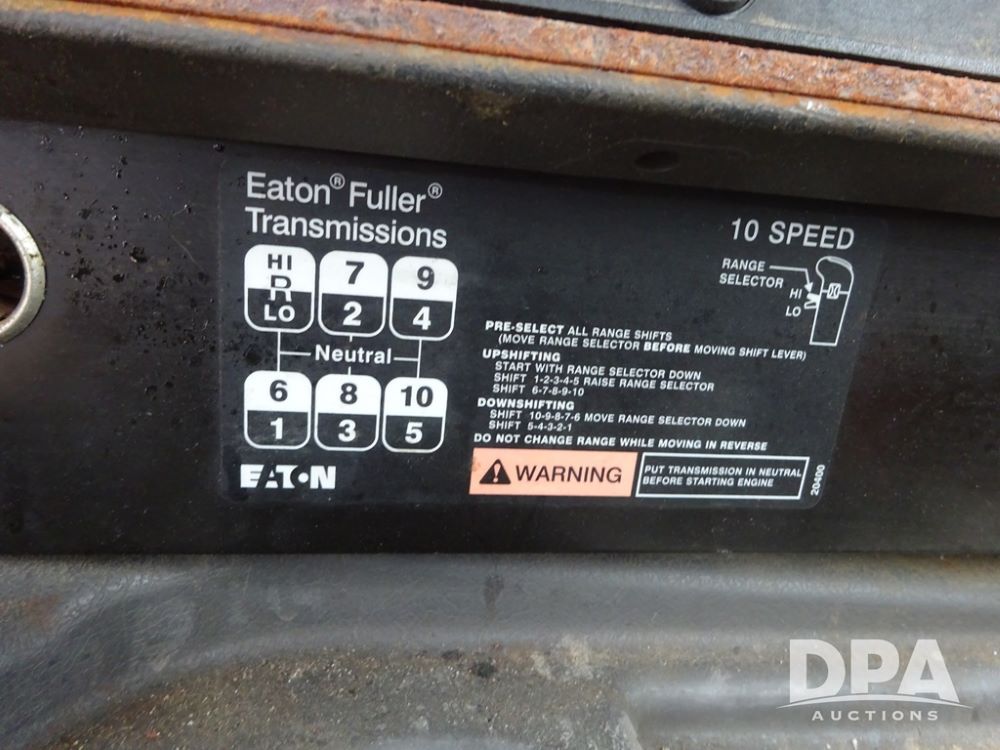 Eaton® Fuller®
Transmissions
10 SPEED
HI
R
LO
7
2
9
4
Neutral
6
1
8
3
10
5
RANGE
SELECTOR
HI
LO
PRE-SELECT ALL RANGE SHIFTS
(MOVE RANGE SELECTOR BEFORE MOVING SHIFT LEVER)
UPSHIFTING
START WITH RANGE SELECTOR DOWN
SHIFT 1-2-3-4-5 RAISE RANGE SELECTOR
SHIFT 6-7-8-9-10
DOWNSHIFTING
SHIFT 10-9-8-7-6 MOVE RANGE SELECTOR DOWN
SHIFT 5-4-3-2-1
DO NOT CHANGE RANGE WHILE MOVING IN REVERSE
EATON
WARNING
PUT TRANSMISSION IN NEUTRAL
BEFORE STARTING ENGINE
20400
DPA
AUCTIONS